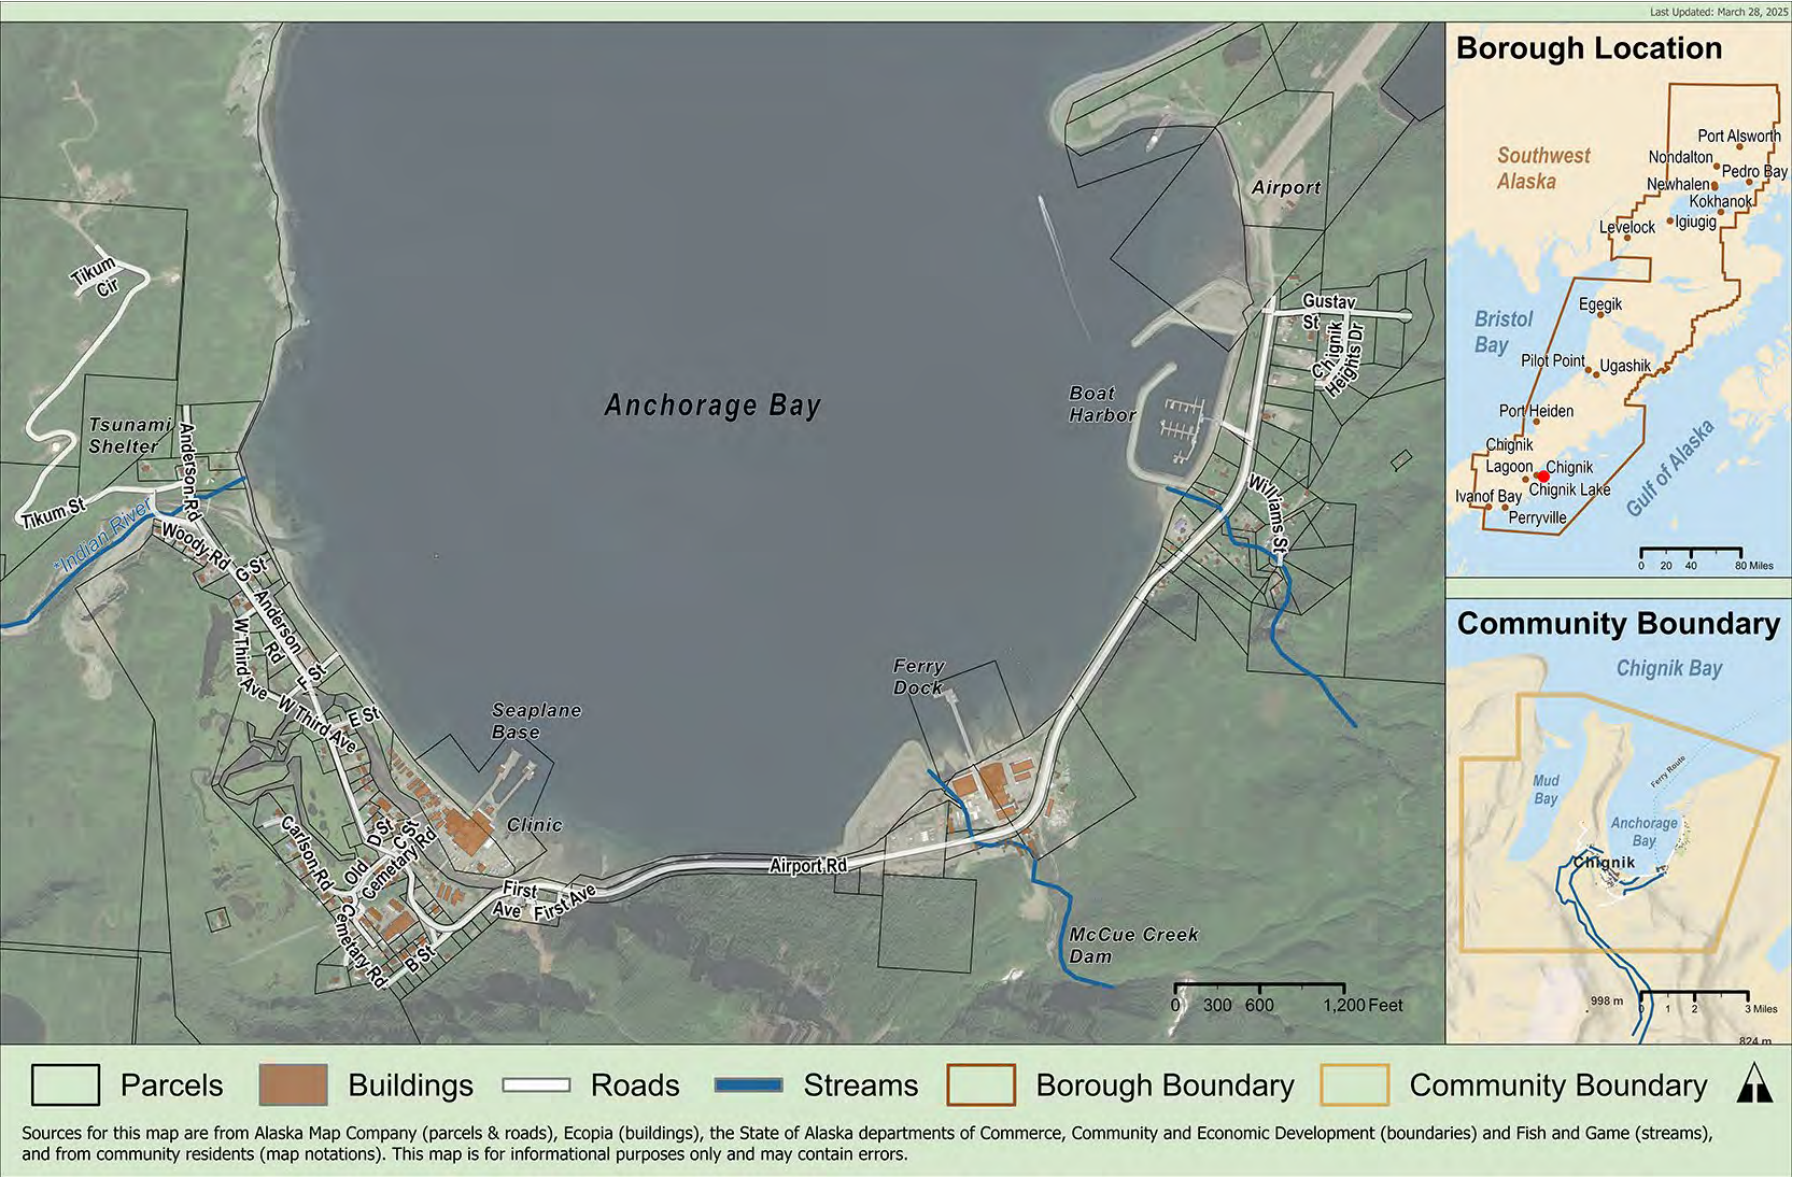 Last Updated: March 28, 2025
Tikum
Cir
Tsunami
Shelter
Anderson Rd
Tikum St
*Indian River
Woody Rd
G St
Anderson
Rd
W Third Ave
F St
W Third Ave
E St
Seaplane
Base
Clinic
Carlson Rd
D St
C St
Old
Cemetery Rd
Cemetery Rd
B St
First
Ave
First Ave
Airport Rd
Anchorage Bay
Ferry
Dock
McCue Creek
Dam
Boat
Harbor
Airport
Gustav
St
Chignik
Heights Dr
Williams St
0 300 600 1,200 Feet
Borough Location
Southwest
Alaska
Port Alsworth
Nondalton
Pedro Bay
Newhalen
Kokhanok
Igiugig
Levelock
Bristol
Bay
Egegik
Pilot Point
Ugashik
Port Heiden
Chignik
Lagoon
Chignik
Chignik Lake
Ivanof Bay
Perryville
Gulf of Alaska
0 20 40 80 Miles
Community Boundary
Chignik Bay
Ferry Route
Mud
Bay
Anchorage
Bay
Chignik
998 m
0 1 2 3 Miles
824 m
Parcels
Buildings
Roads
Streams
Borough Boundary
Community Boundary
Sources for this map are from Alaska Map Company (parcels & roads), Ecopia (buildings), the State of Alaska departments of Commerce, Community and Economic Development (boundaries) and Fish and Game (streams),
and from community residents (map notations). This map is for informational purposes only and may contain errors.